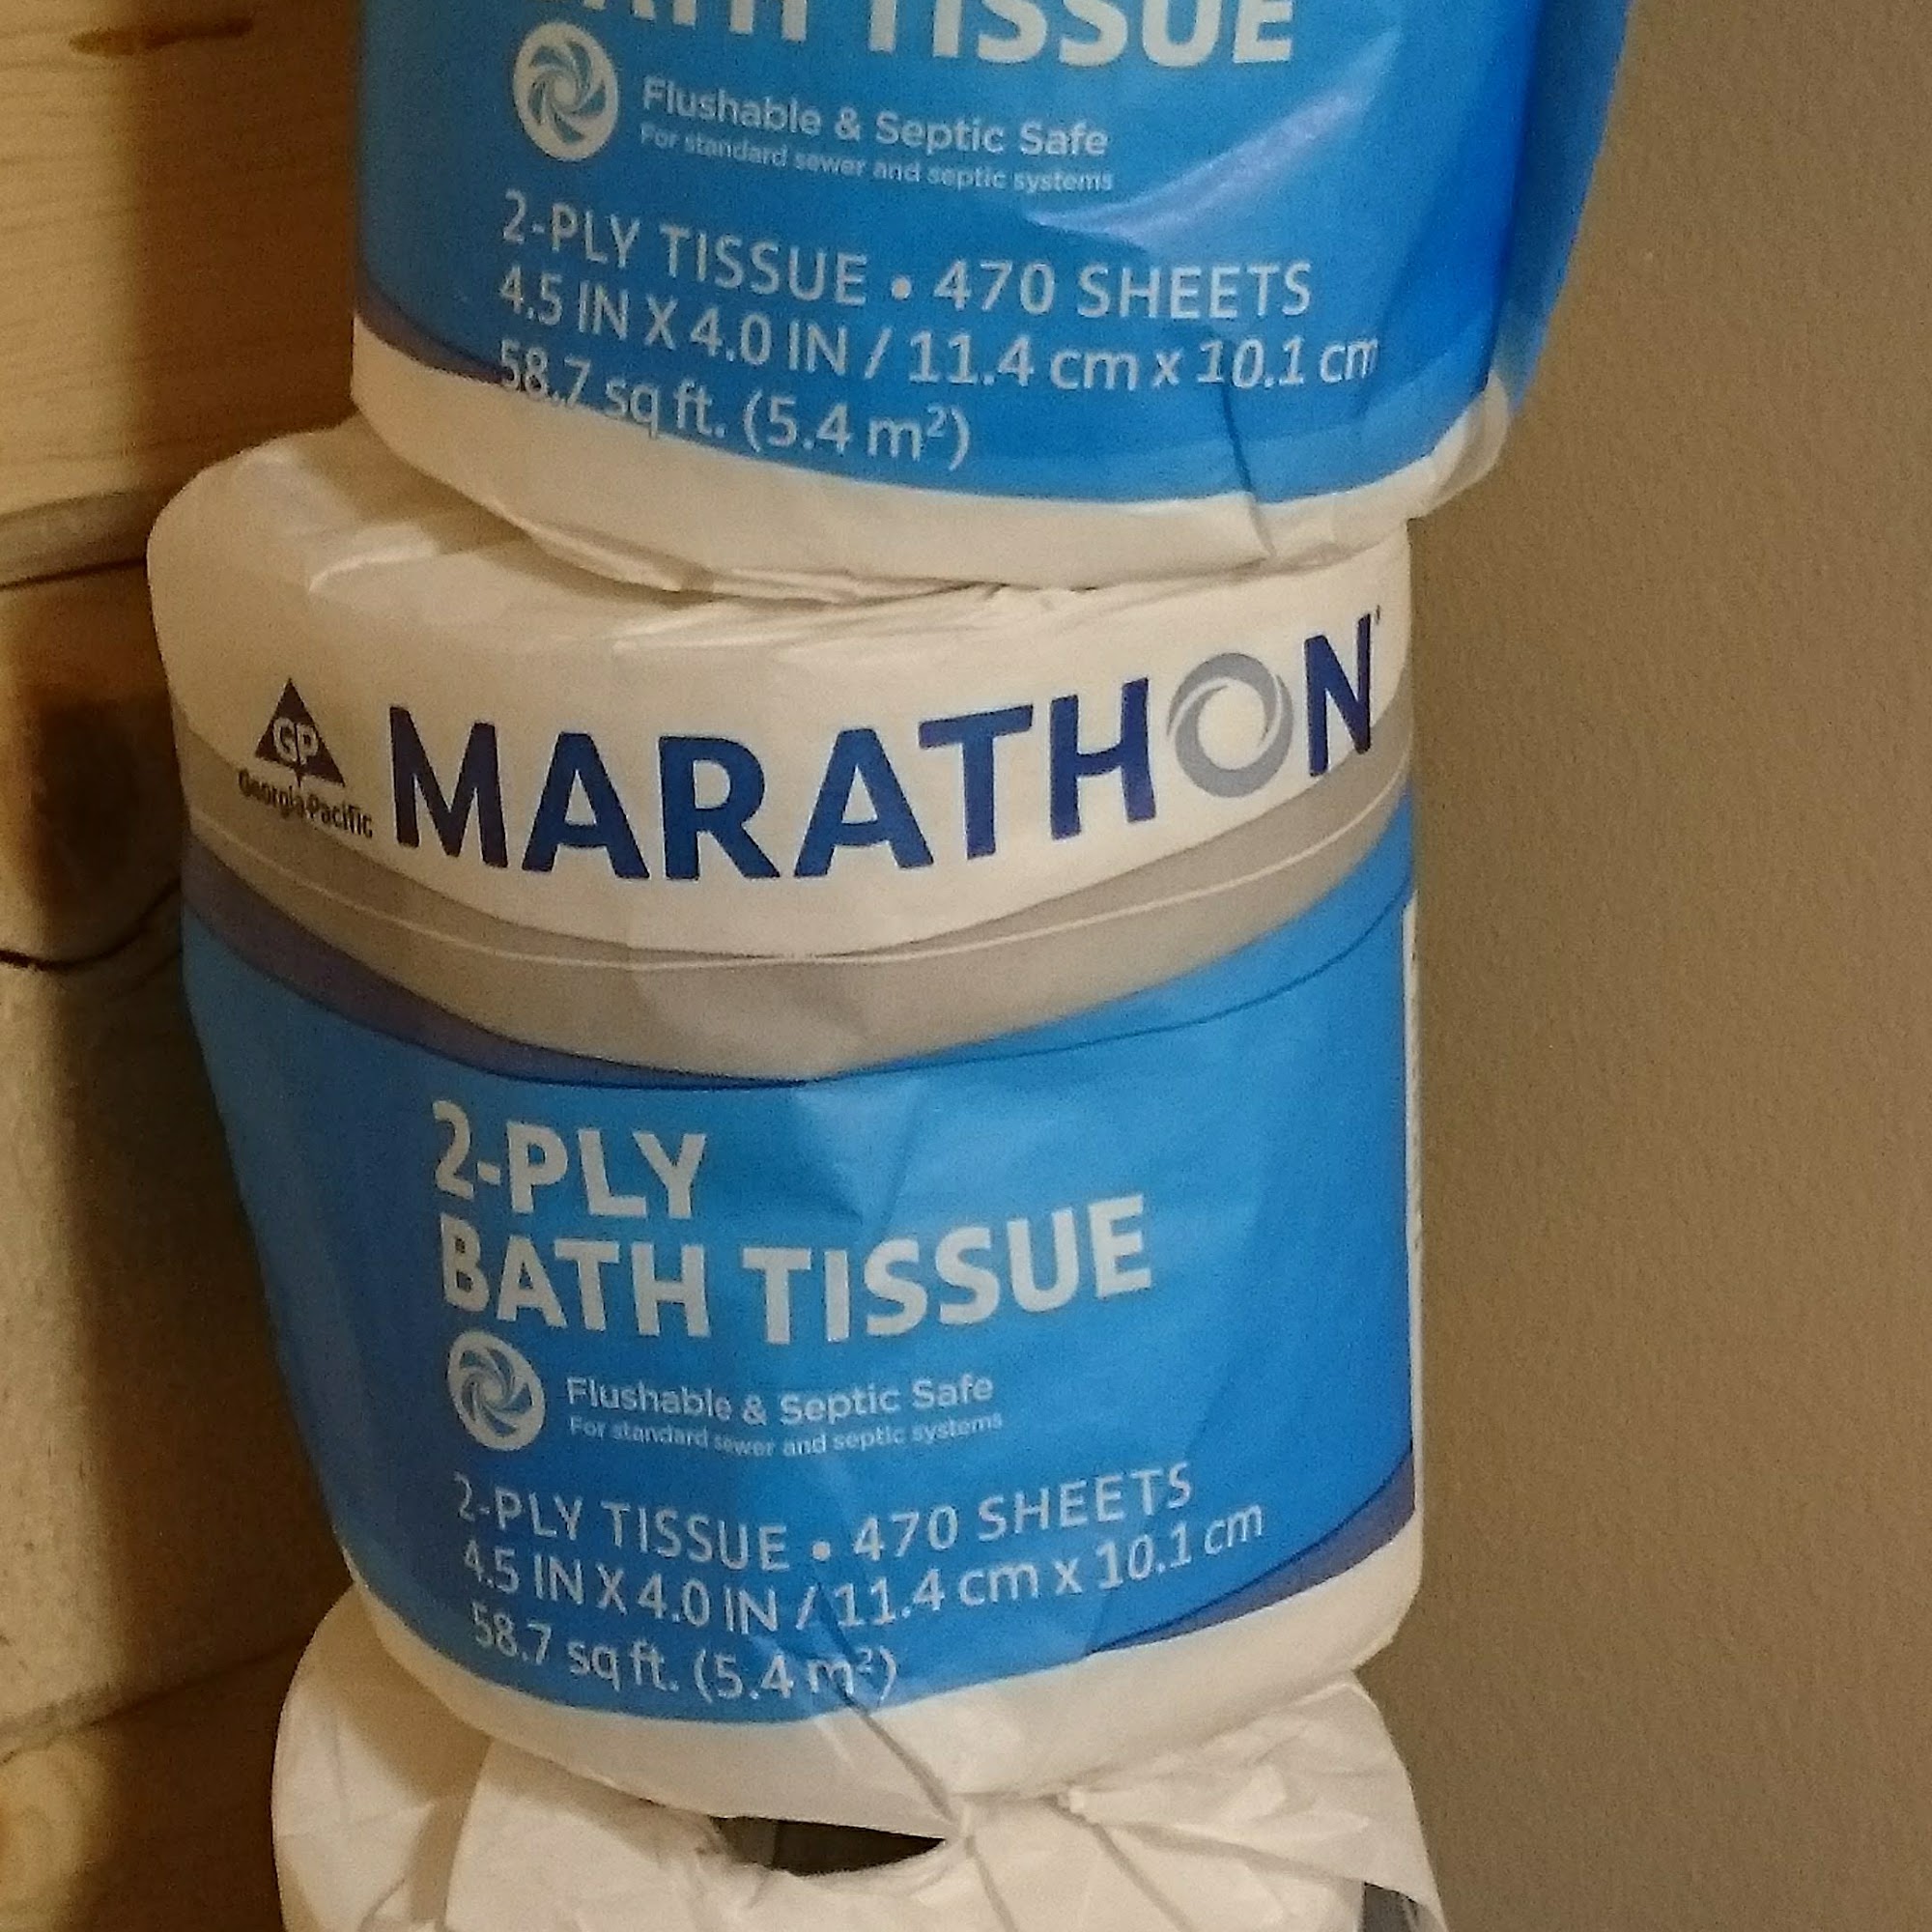 BATH TISSUE
Flushable & Septic Safe
For standard sewer and septic systems
2-PLY TISSUE • 470 SHEETS
4.5 IN X 4.0 IN / 11.4 cm x 10.1 cm
58.7 sq ft. (5.4 m²)
GP
Georgia-Pacific
MARATHON
2-PLY
BATH TISSUE
Flushable & Septic Safe
For standard sewer and septic systems
2-PLY TISSUE • 470 SHEETS
4.5 IN X 4.0 IN / 11.4 cm x 10.1 cm
58.7 sq ft. (5.4 m²)